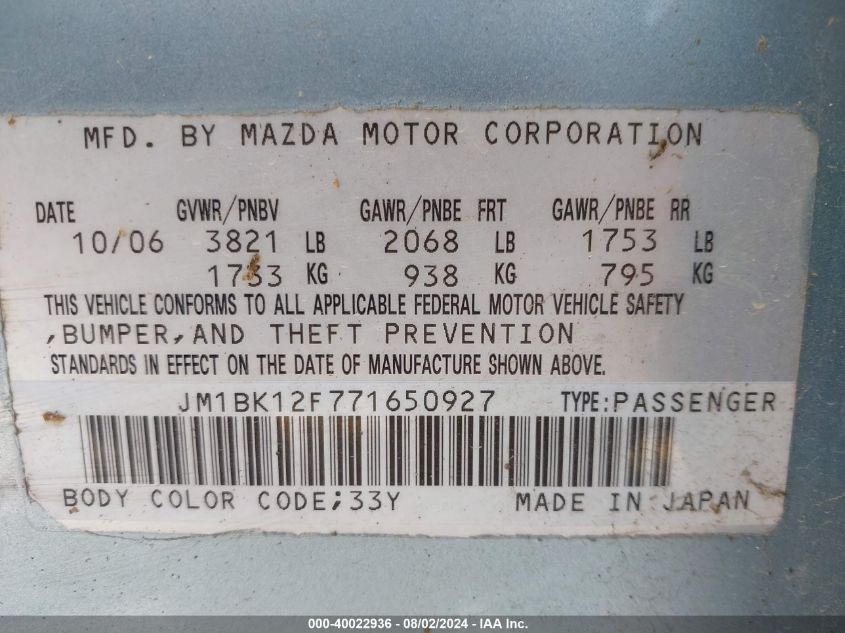 MFD. BY MAZDA MOTOR CORPORATION
DATE GVWR/PNBV GAWR/PNBE FRT GAWR/PNBE RR
10/06 3821 LB 2068 LB 1753 LB
1733 KG 938 KG 795 KG
THIS VEHICLE CONFORMS TO ALL APPLICABLE FEDERAL MOTOR VEHICLE SAFETY
,BUMPER,AND THEFT PREVENTION
STANDARDS IN EFFECT ON THE DATE OF MANUFACTURE SHOWN ABOVE.
JM1BK12F771650927 TYPE:PASSENGER
BODY COLOR CODE;33Y MADE IN JAPAN
000-40022936 - 08/02/2024 - IAA Inc.